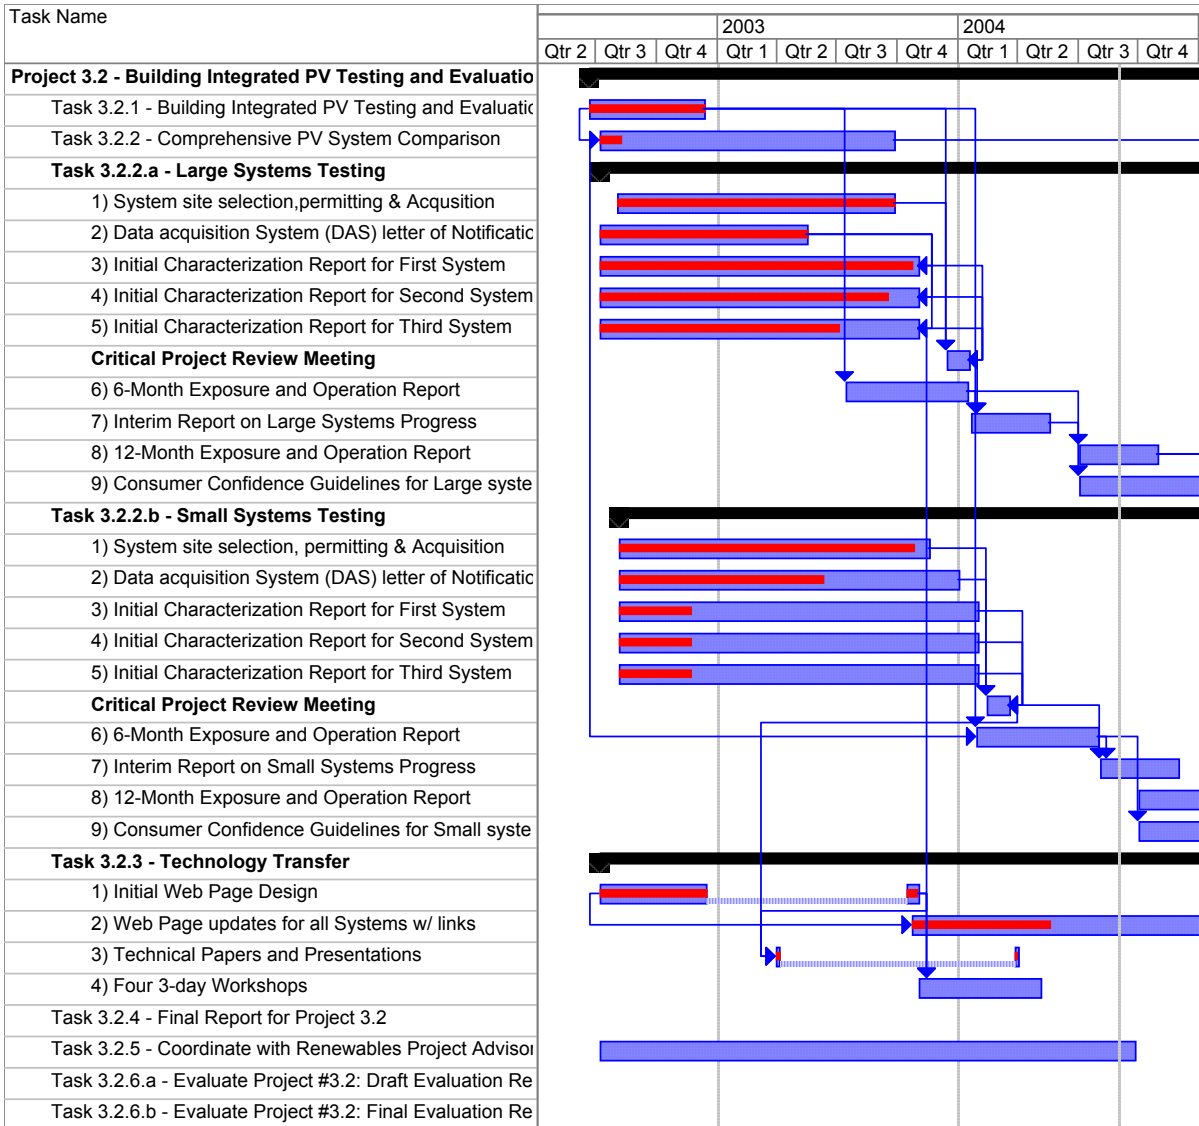 Task Name
2003 2004
Qtr 2 Qtr 3 Qtr 4 Qtr 1 Qtr 2 Qtr 3 Qtr 4 Qtr 1 Qtr 2 Qtr 3 Qtr 4
Project 3.2 - Building Integrated PV Testing and Evaluatio
Task 3.2.1 - Building Integrated PV Testing and Evaluatic
Task 3.2.2 - Comprehensive PV System Comparison
Task 3.2.2.a - Large Systems Testing
1) System site selection,permitting & Acqusition
2) Data acquisition System (DAS) letter of Notificatic
3) Initial Characterization Report for First System
4) Initial Characterization Report for Second System
5) Initial Characterization Report for Third System
Critical Project Review Meeting
6) 6-Month Exposure and Operation Report
7) Interim Report on Large Systems Progress
8) 12-Month Exposure and Operation Report
9) Consumer Confidence Guidelines for Large syste
Task 3.2.2.b - Small Systems Testing
1) System site selection, permitting & Acquisition
2) Data acquisition System (DAS) letter of Notificatic
3) Initial Characterization Report for First System
4) Initial Characterization Report for Second System
5) Initial Characterization Report for Third System
Critical Project Review Meeting
6) 6-Month Exposure and Operation Report
7) Interim Report on Small Systems Progress
8) 12-Month Exposure and Operation Report
9) Consumer Confidence Guidelines for Small syste
Task 3.2.3 - Technology Transfer
1) Initial Web Page Design
2) Web Page updates for all Systems w/ links
3) Technical Papers and Presentations
4) Four 3-day Workshops
Task 3.2.4 - Final Report for Project 3.2
Task 3.2.5 - Coordinate with Renewables Project Advisor
Task 3.2.6.a - Evaluate Project #3.2: Draft Evaluation Re
Task 3.2.6.b - Evaluate Project #3.2: Final Evaluation Re